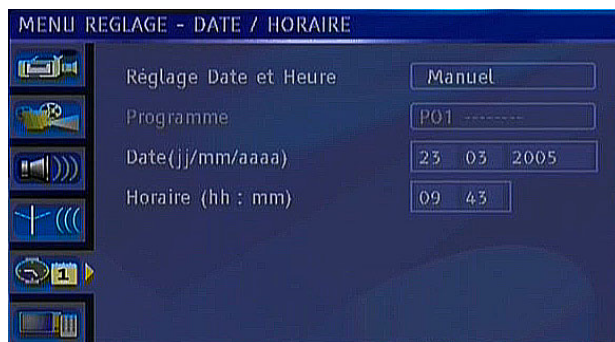 MENU REGLAGE - DATE / HORAIRE
Réglage Date et Heure Manuel
Programme P01 --------
Date(jj/mm/aaaa) 23 03 2005
Horaire (hh : mm) 09 43
1